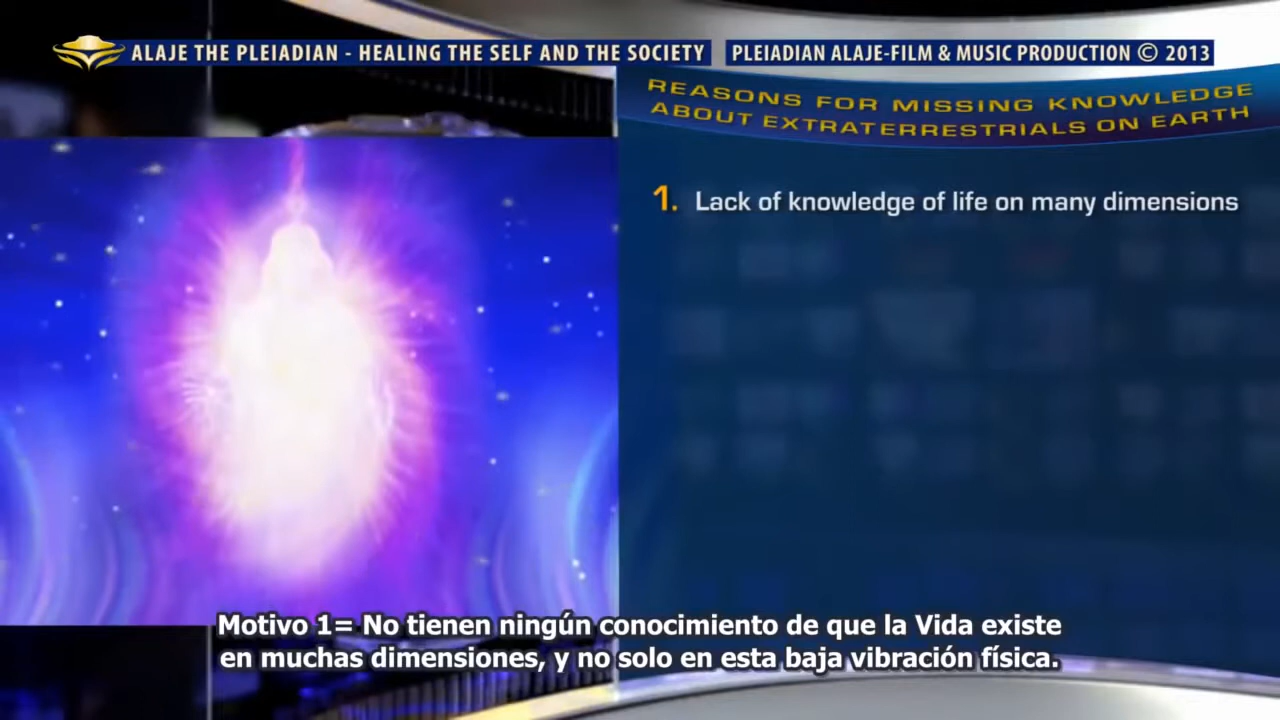 ALAJE THE PLEIADIAN - HEALING THE SELF AND THE SOCIETY
PLEIADIAN ALAJE-FILM & MUSIC PRODUCTION © 2013
REASONS FOR MISSING KNOWLEDGE
ABOUT EXTRATERRESTRIALS ON EARTH
1. Lack of knowledge of life on many dimensions
Motivo 1= No tienen ningún conocimiento de que la Vida existe
en muchas dimensiones, y no solo en esta baja vibración física.